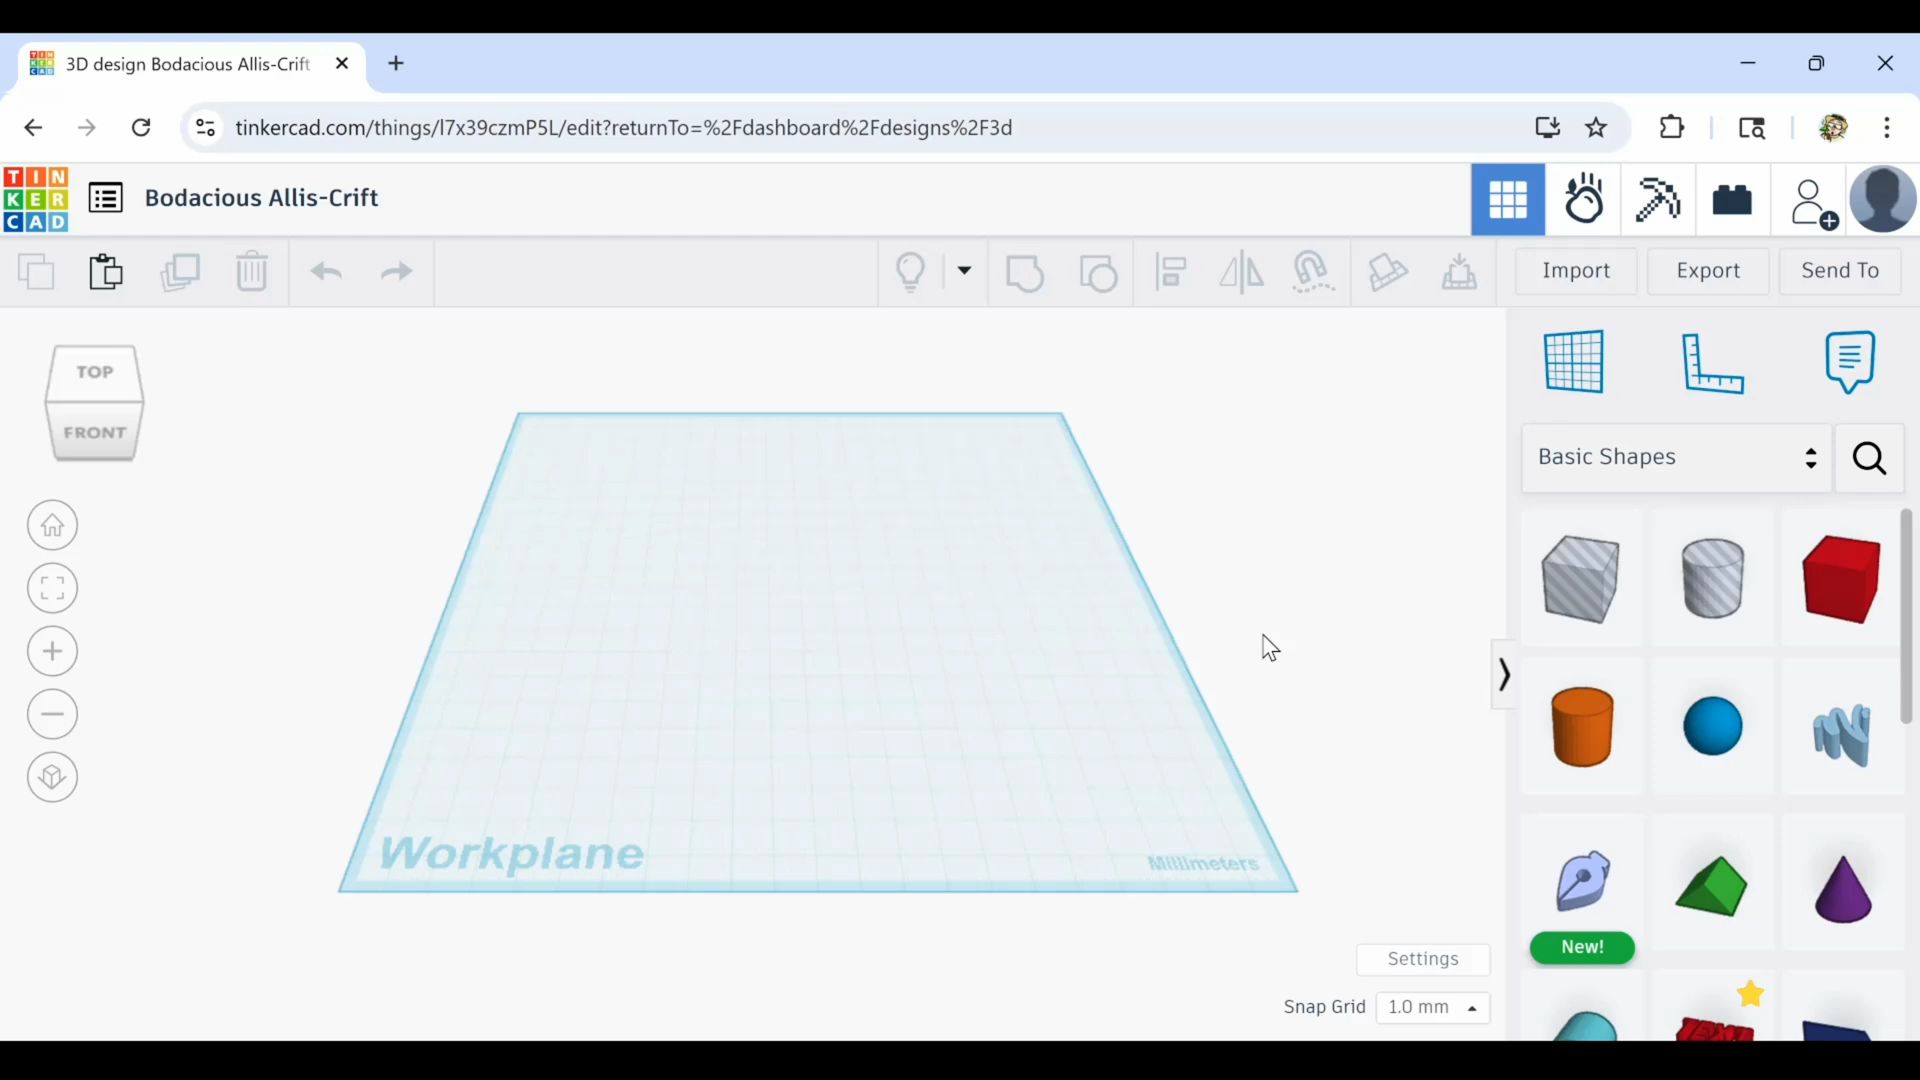 3D design Bodacious Allis-Crift
tinkercad.com/things/l7x39czmP5L/edit?returnTo=%2Fdashboard%2Fdesigns%2F3d
TIN
KER
CAD
Bodacious Allis-Crift
Import
Export
Send To
TOP
FRONT
Basic Shapes
Workplane
Millimeters
New!
Settings
Snap Grid
1.0 mm
TEXT